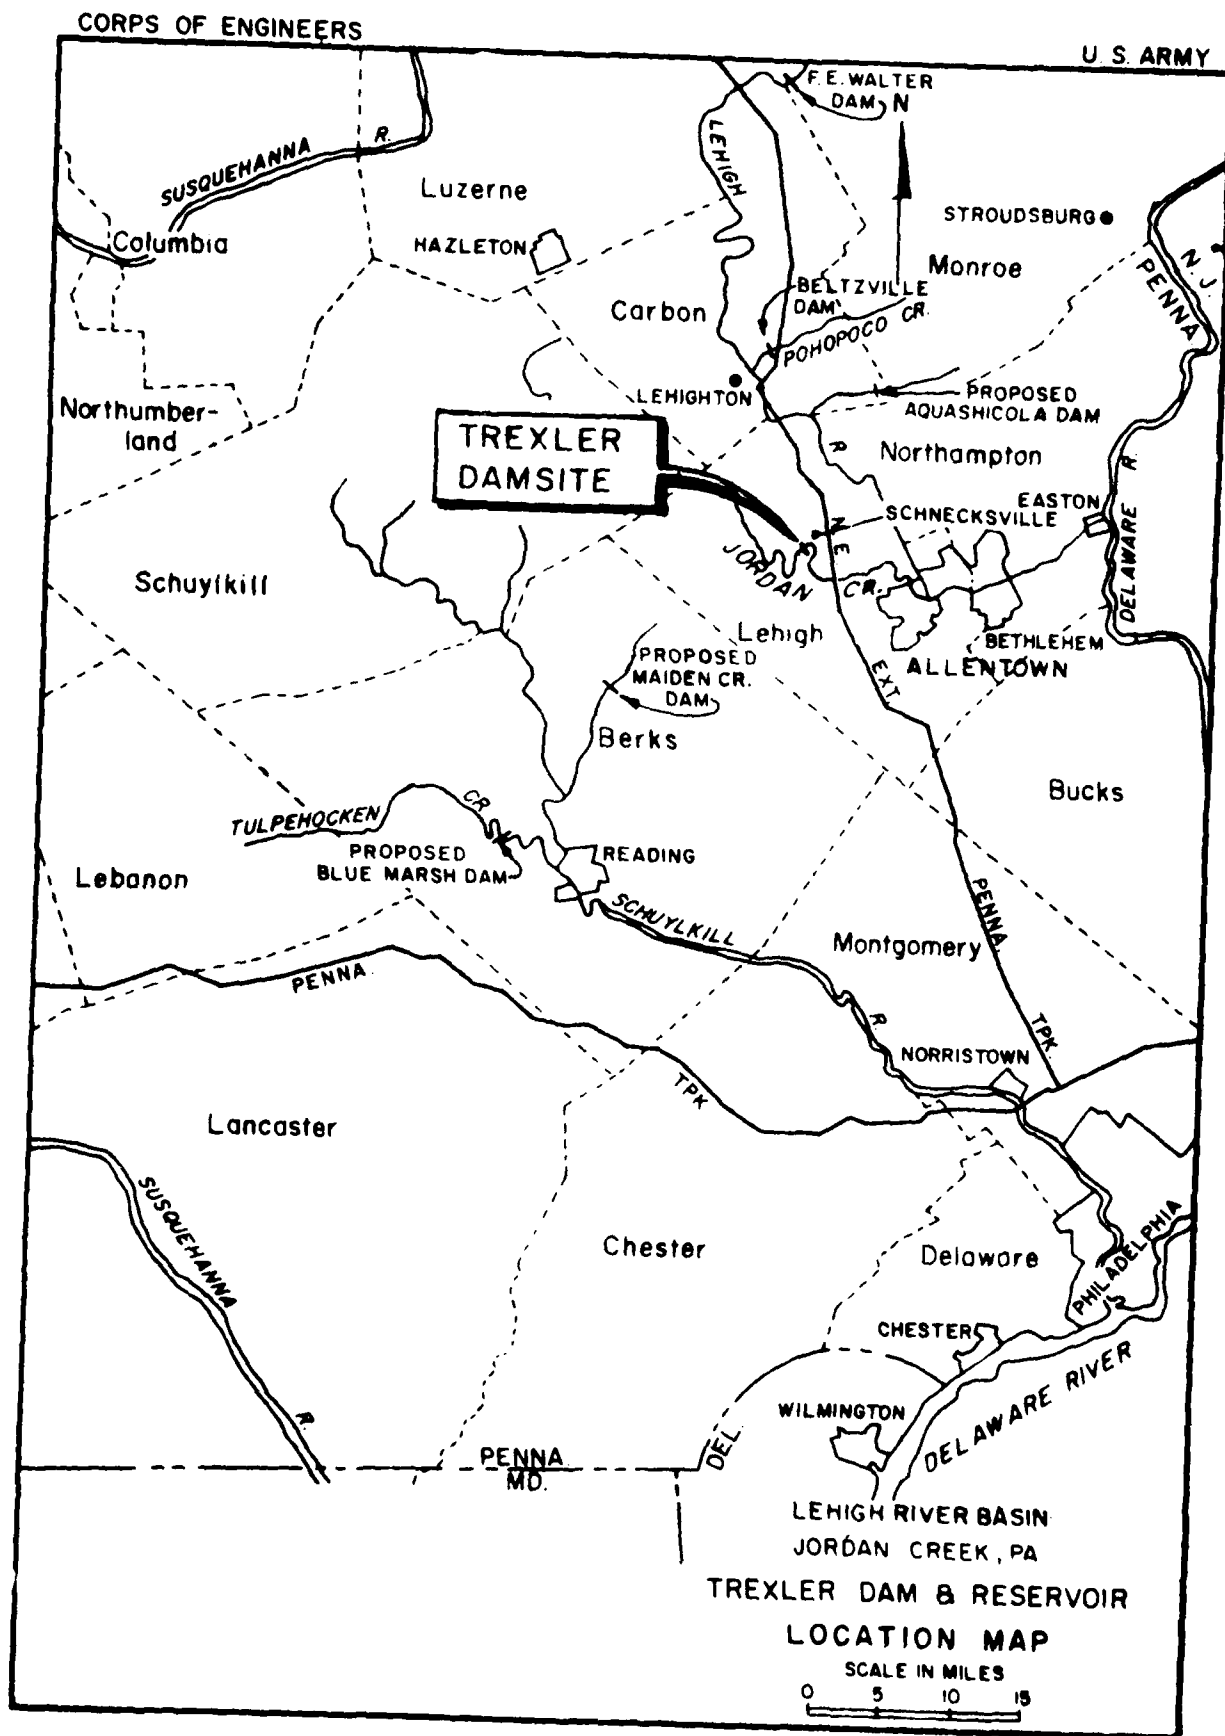 CORPS OF ENGINEERS
U. S. ARMY
F. E. WALTER
DAM
N
SUSQUEHANNA
R.
LEHIGH
Luzerne
STROUDSBURG
Columbia
HAZLETON
Monroe
N. J.
PENNA
BELTZVILLE
DAM
Carbon
POHOPOCO CR.
LEHIGHTON
PROPOSED
AQUASHICOLA DAM
Northumber-
land
TREXLER
DAMSITE
R
Northampton
EASTON
SCHNECKSVILLE
DELAWARE R.
N. E.
JORDAN CR.
Schuylkill
Lehigh
BETHLEHEM
ALLENTOWN
PROPOSED
MAIDEN CR.
DAM
EXT.
Berks
Bucks
TULPEHOCKEN CR
PROPOSED
BLUE MARSH DAM
READING
Lebanon
SCHUYLKILL
R.
Montgomery
PENNA.
TPK.
PENNA.
TPK
NORRISTOWN
Lancaster
SUSQUEHANNA
R.
Chester
Delaware
PHILADELPHIA
CHESTER
WILMINGTON
DELAWARE RIVER
DEL.
PENNA
MD.
LEHIGH RIVER BASIN
JORDAN CREEK, PA
TREXLER DAM & RESERVOIR
LOCATION MAP
SCALE IN MILES
0 5 10 15